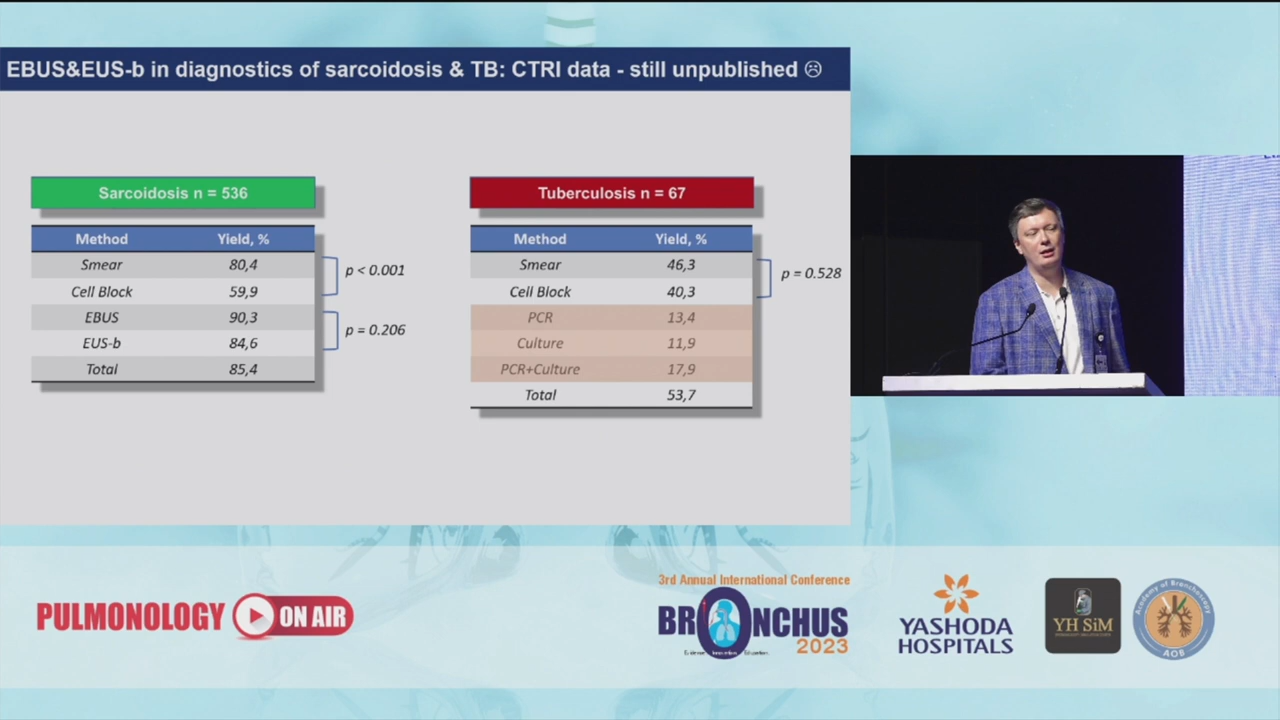 EBUS&EUS-b in diagnostics of sarcoidosis & TB: CTRI data - still unpublished ☹
Sarcoidosis n = 536
Method Yield, %
Smear 80,4
Cell Block 59,9
EBUS 90,3
EUS-b 84,6
Total 85,4
p < 0.001
p = 0.206
Tuberculosis n = 67
Method Yield, %
Smear 46,3
Cell Block 40,3
PCR 13,4
Culture 11,9
PCR+Culture 17,9
Total 53,7
p = 0.528
PULMONOLOGY ON AIR
3rd Annual International Conference
BRONCHUS
2023
YASHODA
HOSPITALS
YH SiM
Academy of Bronchoscopy
AOB